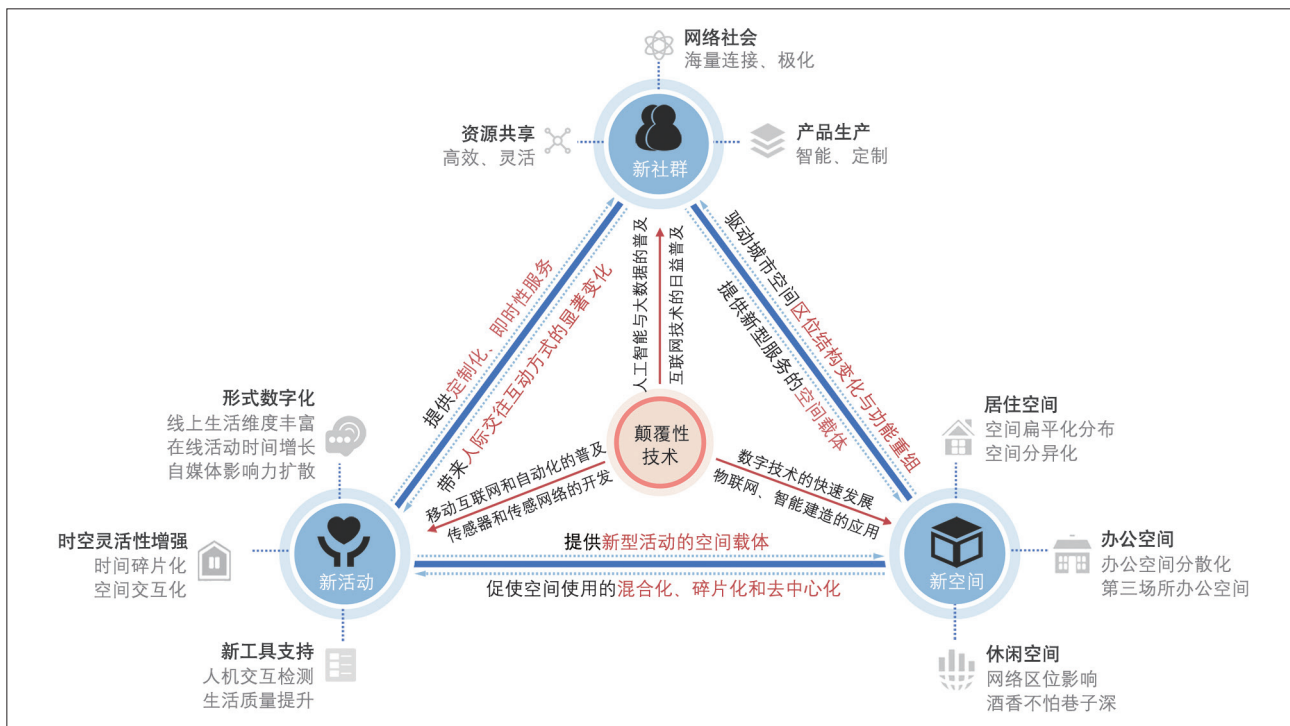 网络社会
海量连接、极化
资源共享
高效、灵活
产品生产
智能、定制
新社群
提供定制化、即时性服务
带来人际交往互动方式的显著变化
人工智能与大数据的普及
互联网技术的日益普及
驱动城市空间区位结构变化与功能重组
提供新型服务的空间载体
颠覆性
技术
移动互联网和自动化的普及
传感器和传感网络的开发
数字技术的快速发展
物联网、智能建造的应用
形式数字化
线上生活维度丰富
在线活动时间增长
自媒体影响力扩散
时空灵活性增强
时间碎片化
空间交互化
新活动
新工具支持
人机交互检测
生活质量提升
提供新型活动的空间载体
促使空间使用的混合化、碎片化和去中心化
居住空间
空间扁平化分布
空间分异化
新空间
办公空间
办公空间分散化
第三场所办公空间
休闲空间
网络区位影响
酒香不怕巷子深